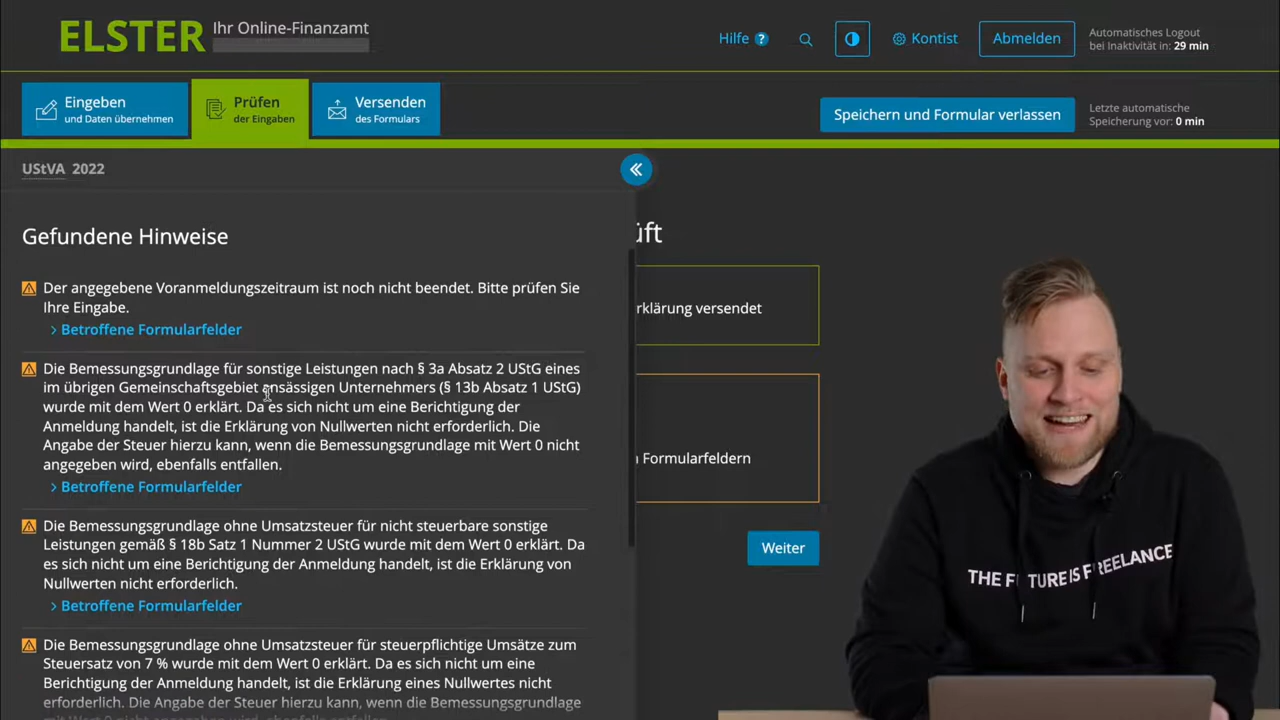 ELSTER
Ihr Online-Finanzamt
Hilfe ?
Kontist
Abmelden
Automatisches Logout
bei Inaktivität in: 29 min
Eingeben
und Daten übernehmen
Prüfen
der Eingaben
Versenden
des Formulars
Speichern und Formular verlassen
Letzte automatische
Speicherung vor: 0 min
UStVA 2022
Gefundene Hinweise
Der angegebene Voranmeldungszeitraum ist noch nicht beendet. Bitte prüfen Sie
Ihre Eingabe.
> Betroffene Formularfelder
Die Bemessungsgrundlage für sonstige Leistungen nach § 3a Absatz 2 UStG eines
im übrigen Gemeinschaftsgebiet ansässigen Unternehmers (§ 13b Absatz 1 UStG)
wurde mit dem Wert 0 erklärt. Da es sich nicht um eine Berichtigung der
Anmeldung handelt, ist die Erklärung von Nullwerten nicht erforderlich. Die
Angabe der Steuer hierzu kann, wenn die Bemessungsgrundlage mit Wert 0 nicht
angegeben wird, ebenfalls entfallen.
> Betroffene Formularfelder
Die Bemessungsgrundlage ohne Umsatzsteuer für nicht steuerbare sonstige
Leistungen gemäß § 18b Satz 1 Nummer 2 UStG wurde mit dem Wert 0 erklärt. Da
es sich nicht um eine Berichtigung der Anmeldung handelt, ist die Erklärung von
Nullwerten nicht erforderlich.
> Betroffene Formularfelder
Die Bemessungsgrundlage ohne Umsatzsteuer für steuerpflichtige Umsätze zum
Steuersatz von 7 % wurde mit dem Wert 0 erklärt. Da es sich nicht um eine
Berichtigung der Anmeldung handelt, ist die Erklärung eines Nullwertes nicht
erforderlich. Die Angabe der Steuer hierzu kann, wenn die Bemessungsgrundlage
mit Wert 0 nicht angegeben wird, ebenfalls entfallen.
üft
rklärung versendet
n Formularfeldern
Weiter
THE FUTURE IS FREELANCE